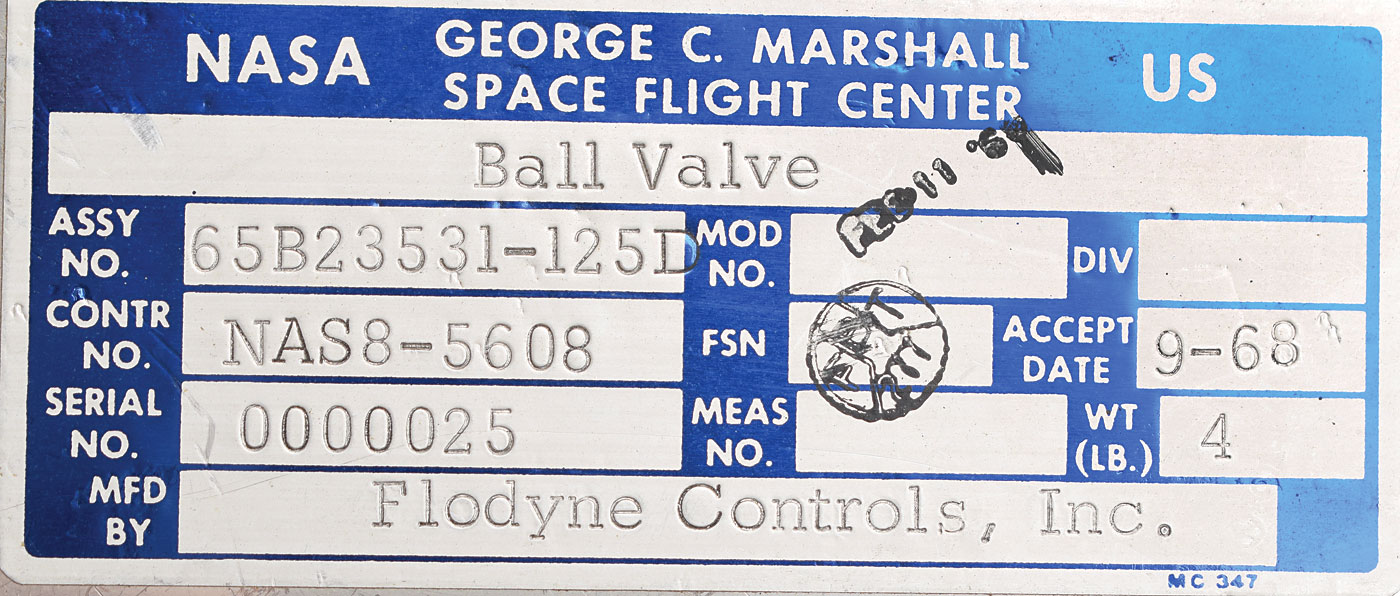 NASA GEORGE C. MARSHALL US
SPACE FLIGHT CENTER
Ball Valve
ASSY NO. 65B23531-125D MOD NO. DIV
CONTR NO. NAS8-5608 FSN ACCEPT DATE 9-68
SERIAL NO. 0000025 MEAS NO. WT (LB.) 4
MFD BY Flodyne Controls, Inc.
MC 347